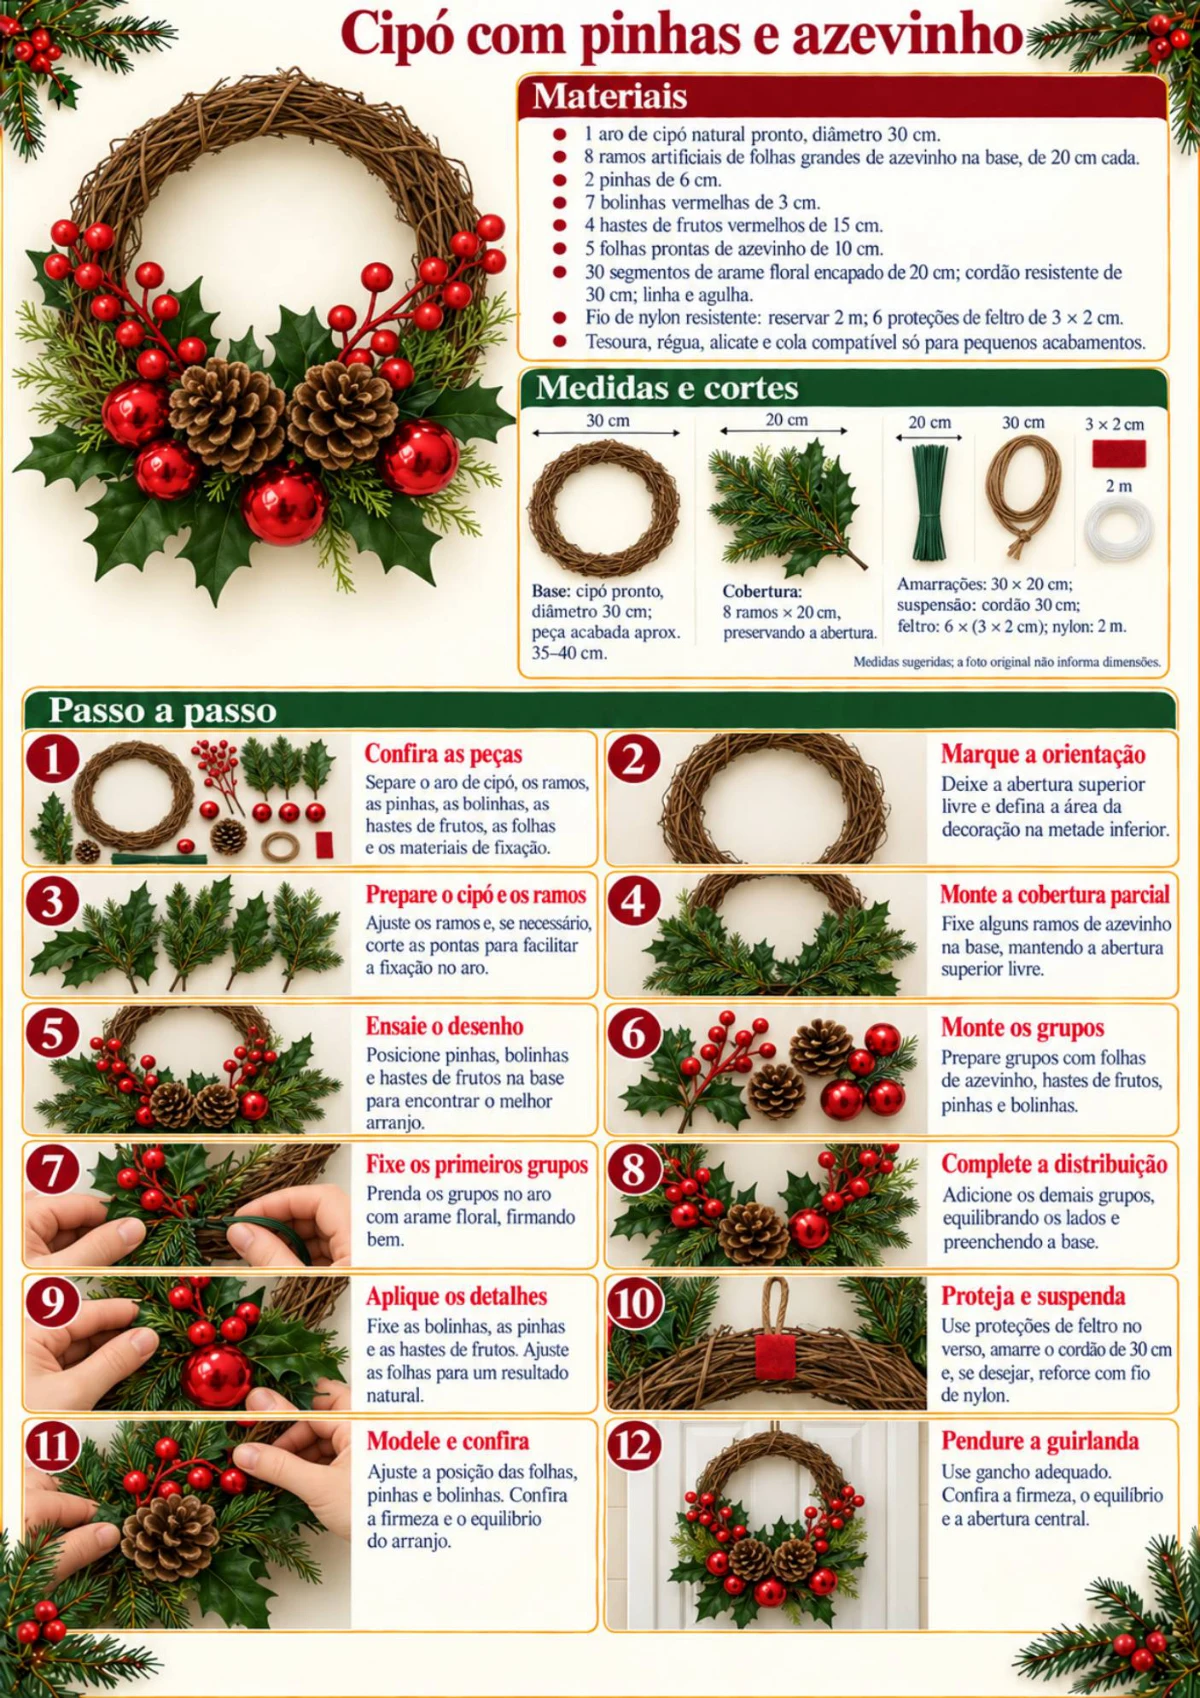 Cipó com pinhas e azevinho
Materiais
1 aro de cipó natural pronto, diâmetro 30 cm.
8 ramos artificiais de folhas grandes de azevinho na base, de 20 cm cada.
2 pinhas de 6 cm.
7 bolinhas vermelhas de 3 cm.
4 hastes de frutos vermelhos de 15 cm.
5 folhas prontas de azevinho de 10 cm.
30 segmentos de arame floral encapado de 20 cm; cordão resistente de
30 cm; linha e agulha.
Fio de nylon resistente: reservar 2 m; 6 proteções de feltro de 3 × 2 cm.
Tesoura, régua, alicate e cola compatível só para pequenos acabamentos.
Medidas e cortes
30 cm
20 cm
20 cm
30 cm
3 × 2 cm
2 m
Base: cipó pronto,
diâmetro 30 cm;
peça acabada aprox.
35–40 cm.
Cobertura:
8 ramos × 20 cm,
preservando a abertura.
Amarrações: 30 × 20 cm;
suspensão: cordão 30 cm;
feltro: 6 × (3 × 2 cm); nylon: 2 m.
Medidas sugeridas; a foto original não informa dimensões.
Passo a passo
1
Confira as peças
Separe o aro de cipó, os ramos,
as pinhas, as bolinhas, as
hastes de frutos, as folhas
e os materiais de fixação.
2
Marque a orientação
Deixe a abertura superior
livre e defina a área da
decoração na metade inferior.
3
Prepare o cipó e os ramos
Ajuste os ramos e, se necessário,
corte as pontas para facilitar
a fixação no aro.
4
Monte a cobertura parcial
Fixe alguns ramos de azevinho
na base, mantendo a abertura
superior livre.
5
Ensaie o desenho
Posicione pinhas, bolinhas
e hastes de frutos na base
para encontrar o melhor
arranjo.
6
Monte os grupos
Prepare grupos com folhas
de azevinho, hastes de frutos,
pinhas e bolinhas.
7
Fixe os primeiros grupos
Prenda os grupos no aro
com arame floral, firmando
bem.
8
Complete a distribuição
Adicione os demais grupos,
equilibrando os lados e
preenchendo a base.
9
Aplique os detalhes
Fixe as bolinhas, as pinhas
e as hastes de frutos. Ajuste
as folhas para um resultado
natural.
10
Proteja e suspenda
Use proteções de feltro no
verso, amarre o cordão de 30 cm
e, se desejar, reforce com fio
de nylon.
11
Modele e confira
Ajuste a posição das folhas,
pinhas e bolinhas. Confira
a firmeza e o equilíbrio
do arranjo.
12
Pendure a guirlanda
Use gancho adequado.
Confira a firmeza, o equilíbrio
e a abertura central.